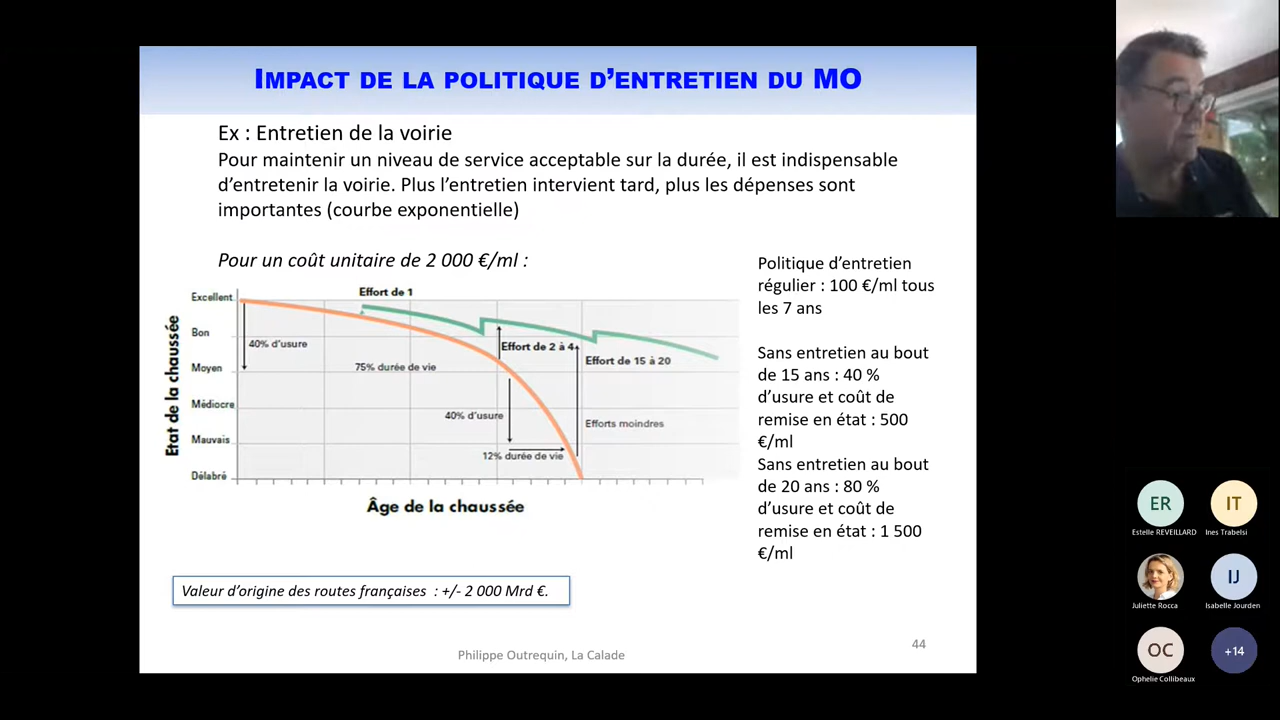 IMPACT DE LA POLITIQUE D'ENTRETIEN DU MO
Ex : Entretien de la voirie
Pour maintenir un niveau de service acceptable sur la durée, il est indispensable
d'entretenir la voirie. Plus l'entretien intervient tard, plus les dépenses sont
importantes (courbe exponentielle)
Pour un coût unitaire de 2 000 €/ml :
Etat de la chaussée
Excellent
Bon
Moyen
Médiocre
Mauvais
Délabré
Effort de 1
40% d'usure
75% durée de vie
Effort de 2 à 4
Effort de 15 à 20
40% d'usure
Efforts moindres
12% durée de vie
Âge de la chaussée
Politique d'entretien
régulier : 100 €/ml tous
les 7 ans
Sans entretien au bout
de 15 ans : 40 %
d'usure et coût de
remise en état : 500
€/ml
Sans entretien au bout
de 20 ans : 80 %
d'usure et coût de
remise en état : 1 500
€/ml
Valeur d'origine des routes françaises : +/- 2 000 Mrd €.
Philippe Outrequin, La Calade
44
ER
IT
Estelle REVEILLARD
Ines Trabelsi
IJ
Juliette Rocca
Isabelle Jourden
OC
+14
Ophelie Collibeaux